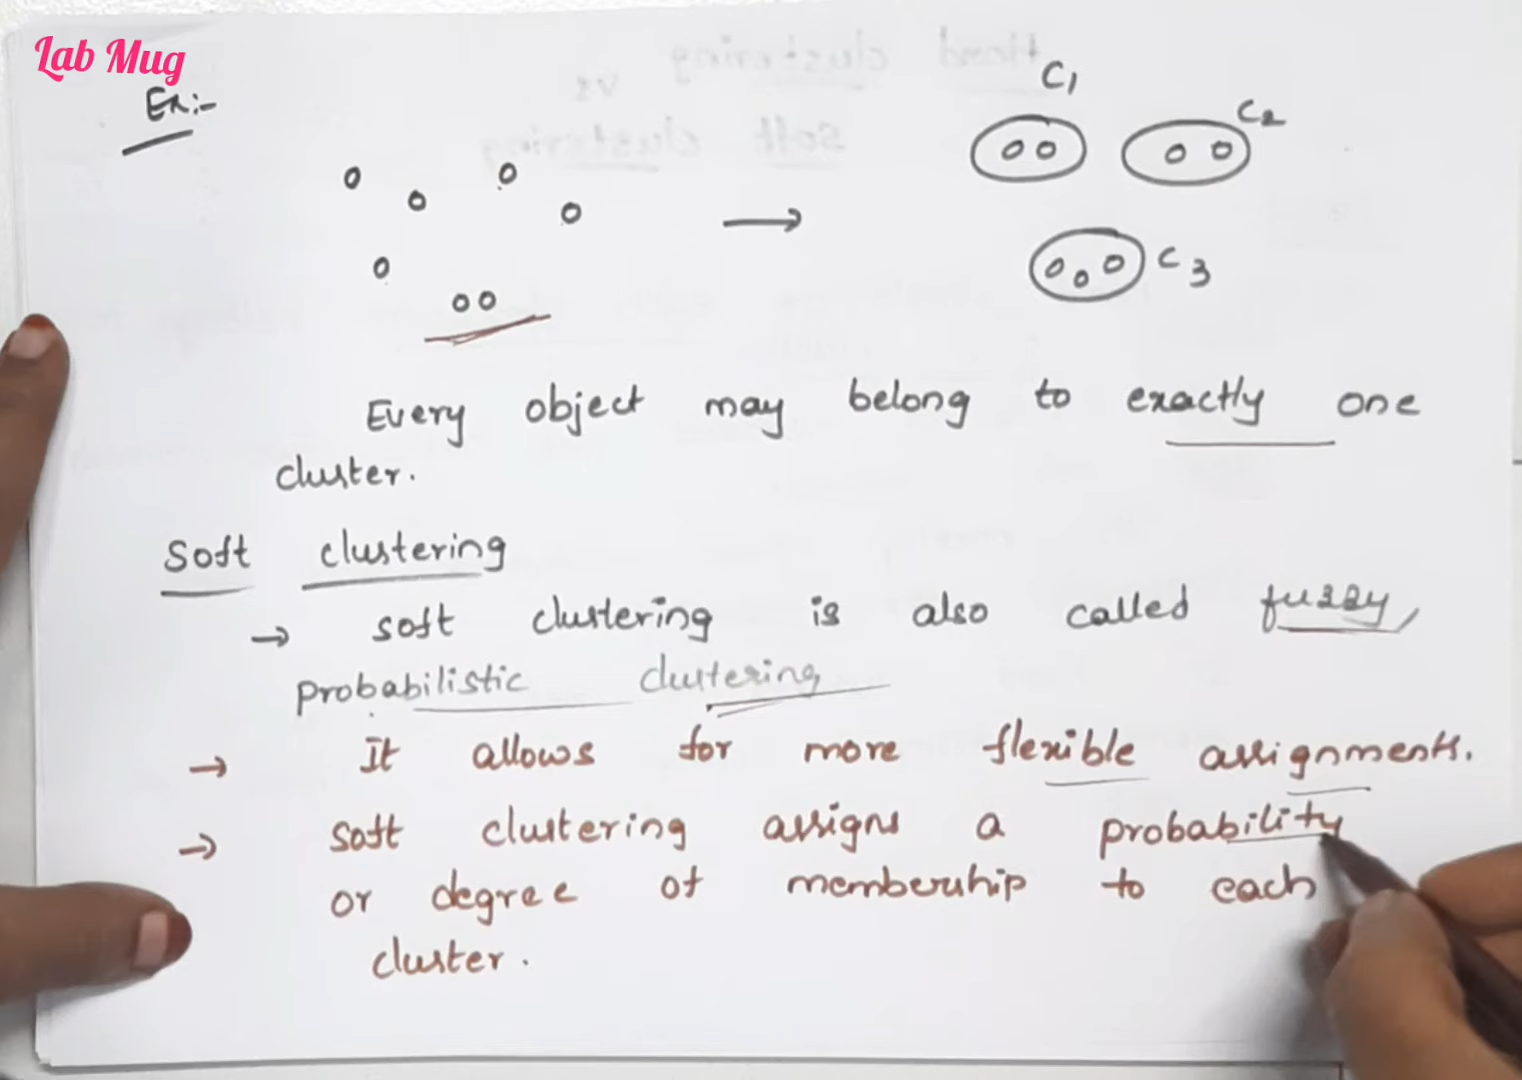 Lab Mug
Ex:-
C1
C2
C3
Every object may belong to exactly one
cluster.
Soft clustering
→ soft clustering is also called fuzzy,
probabilistic clustering
→ It allows for more flexible assignments.
→ soft clustering assigns a probability
or degree of membership to each
cluster.